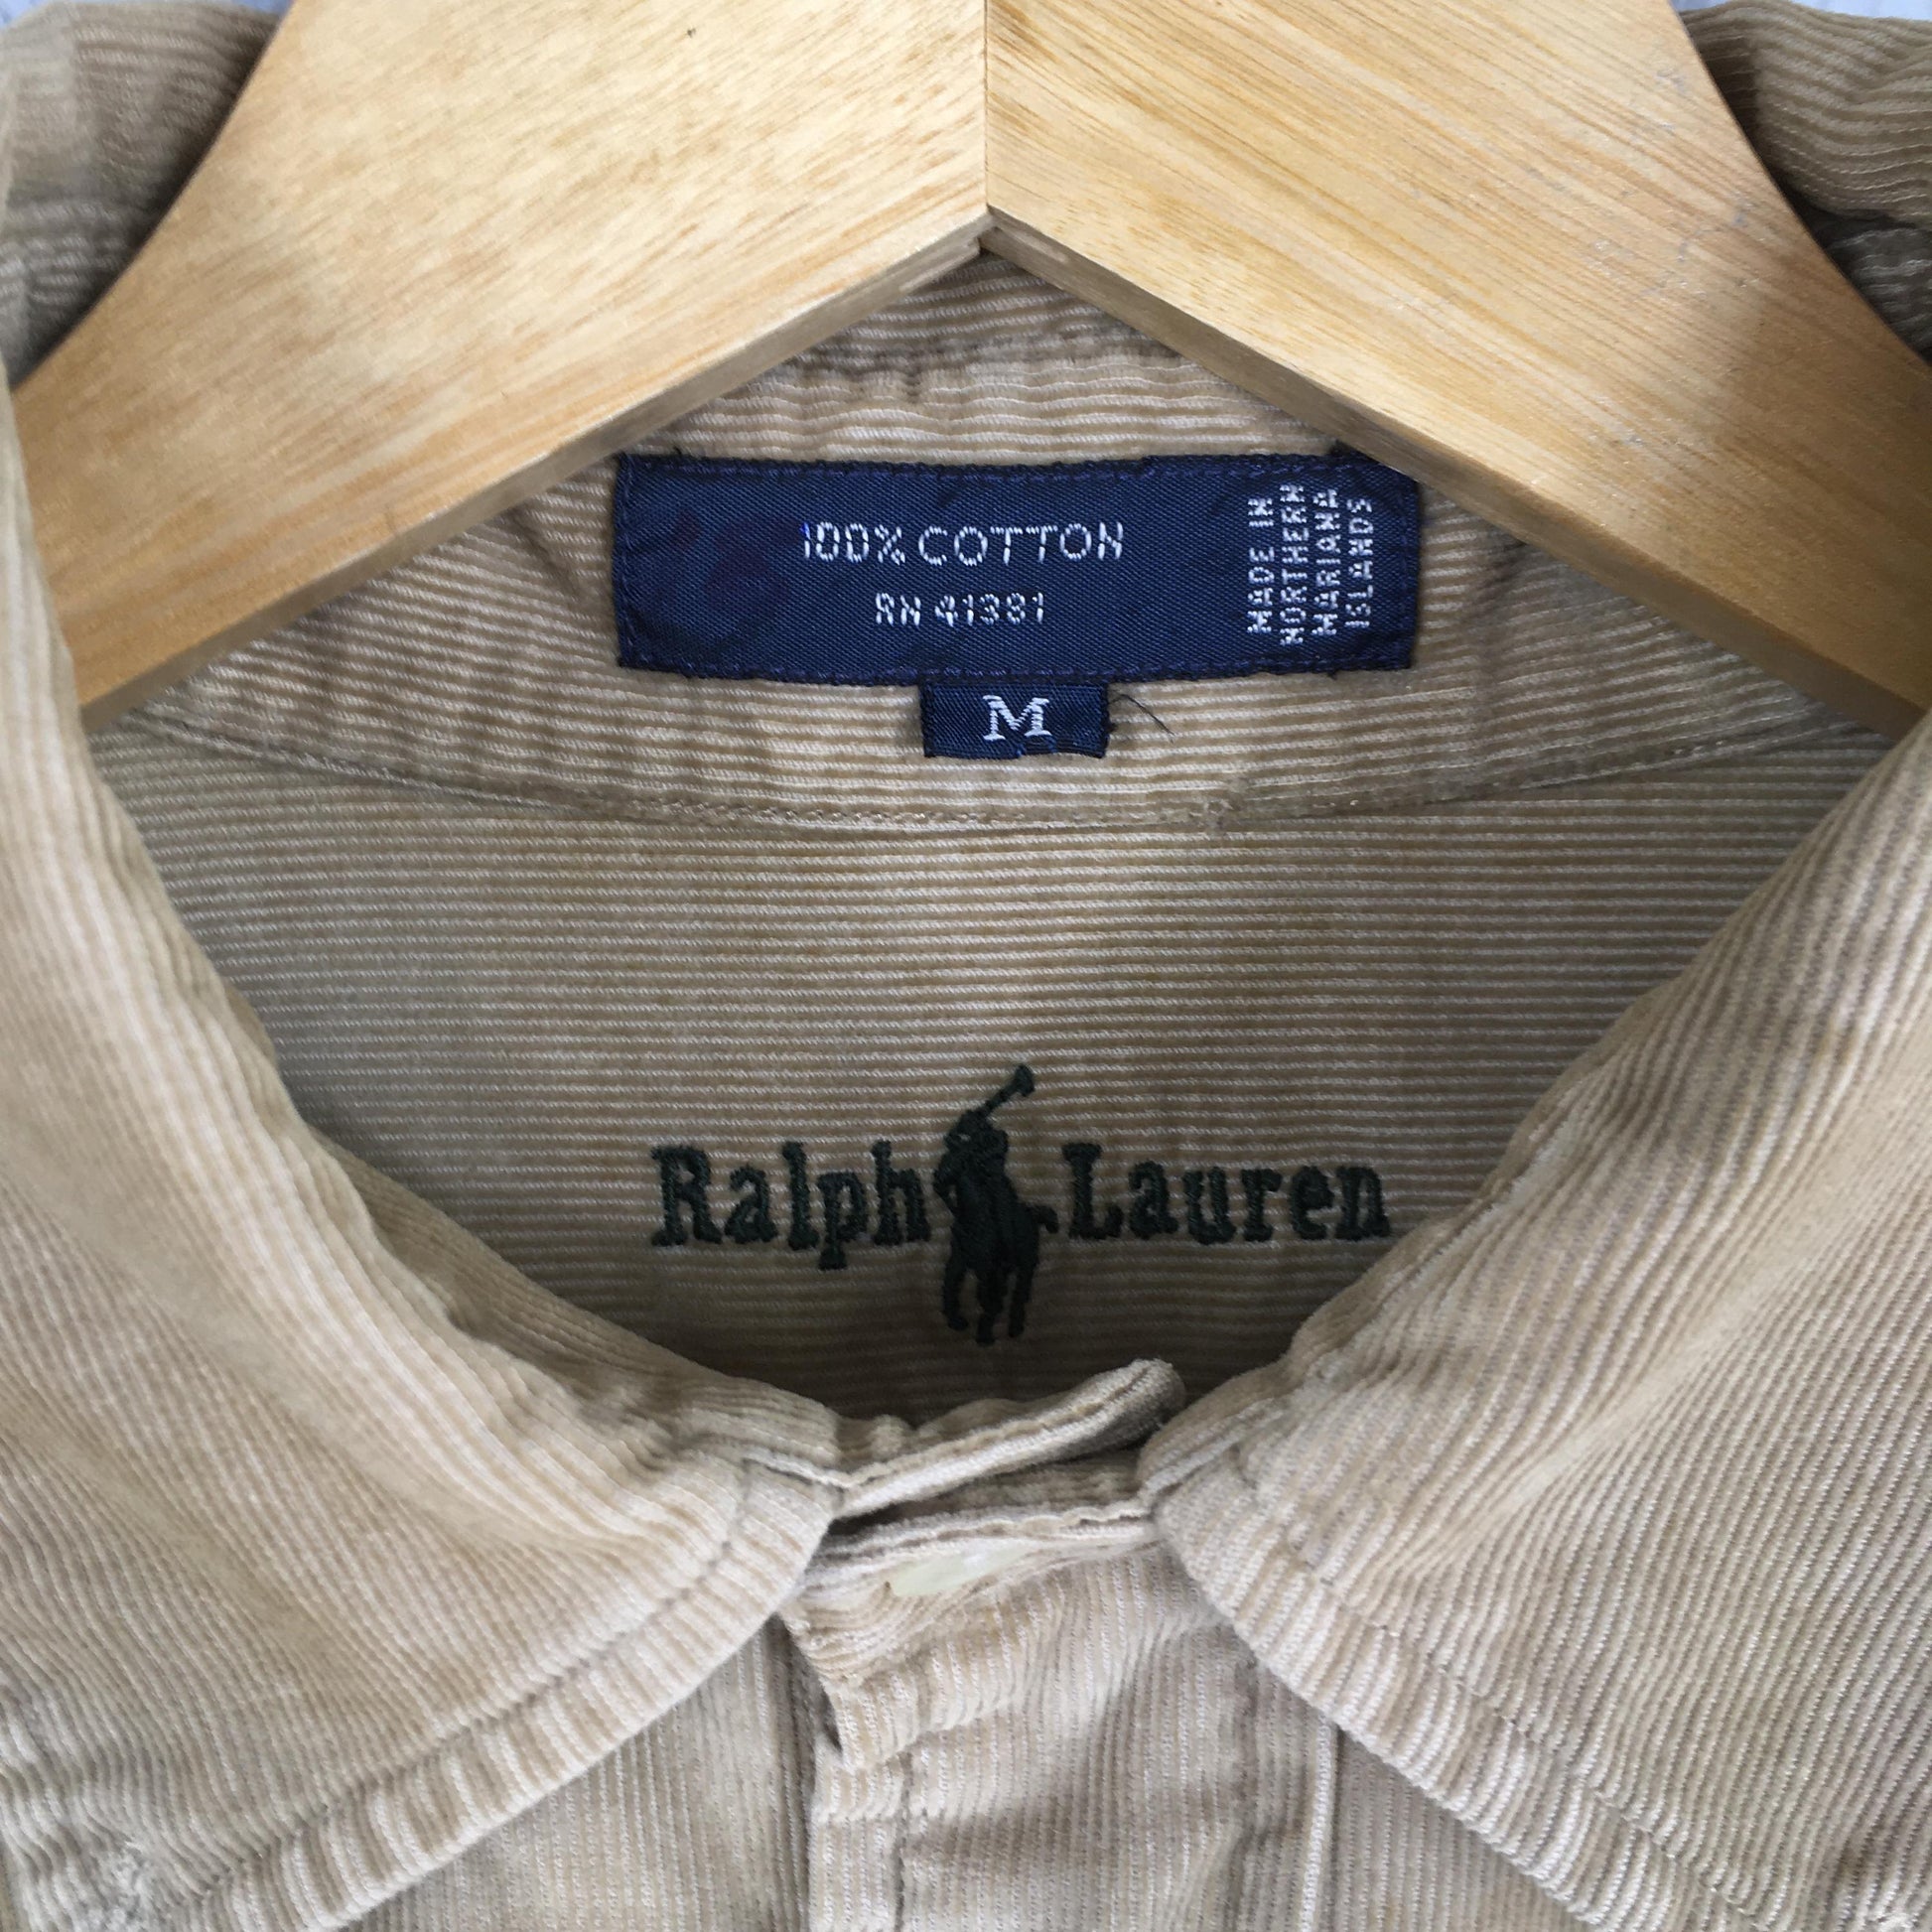 100% COTTON
RN 41381
MADE IN
NORTHERN
MARIANA
ISLANDS
M
Ralph Lauren